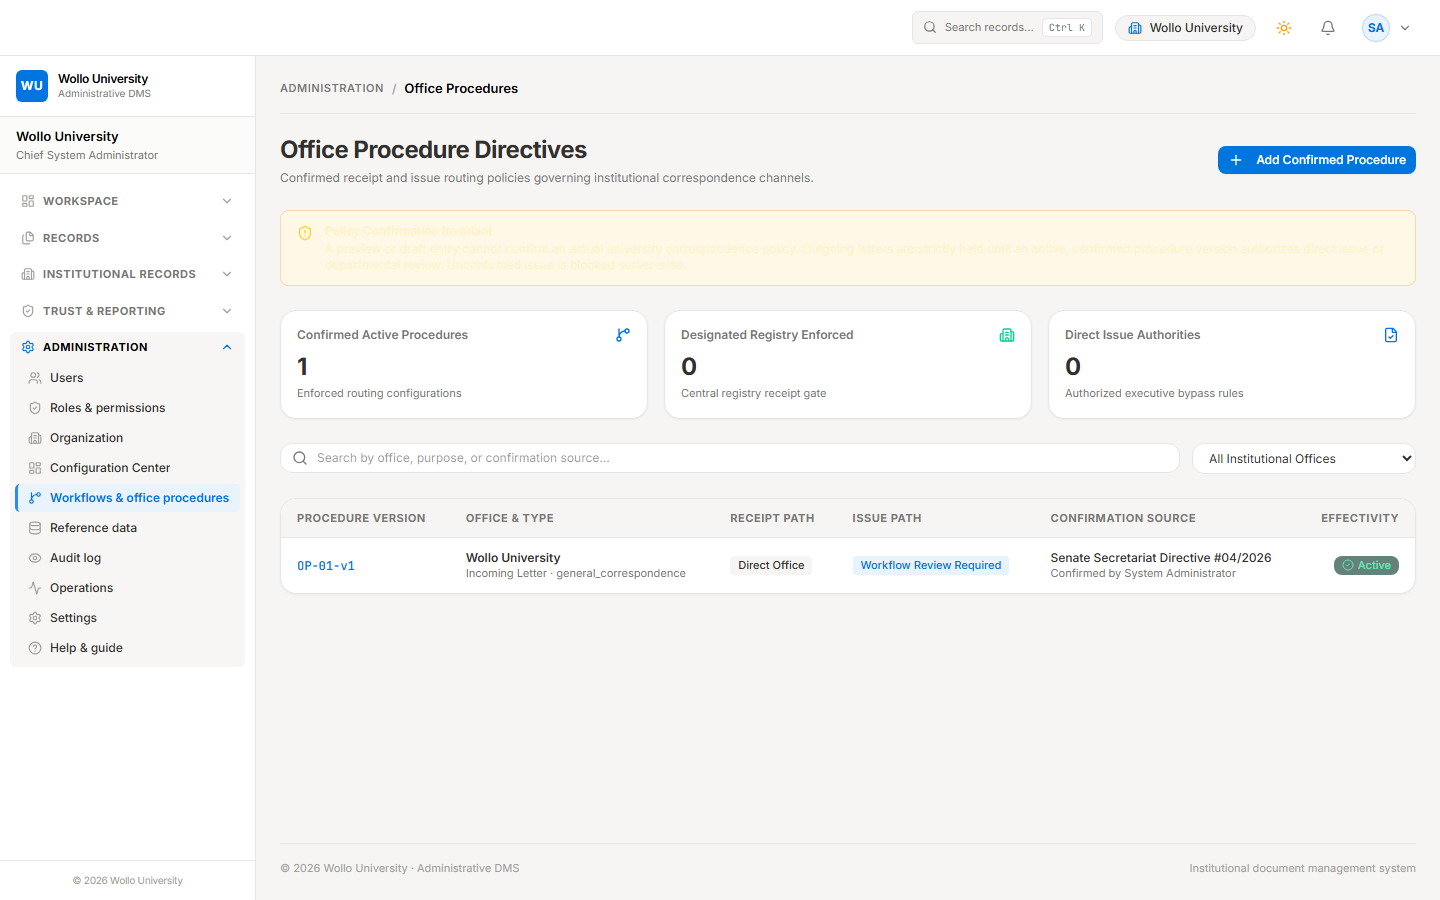 Search records...
Ctrl K
Wollo University
SA
WU
Wollo University
Administrative DMS
Wollo University
Chief System Administrator
WORKSPACE
RECORDS
INSTITUTIONAL RECORDS
TRUST & REPORTING
ADMINISTRATION
Users
Roles & permissions
Organization
Configuration Center
Workflows & office procedures
Reference data
Audit log
Operations
Settings
Help & guide
© 2026 Wollo University
ADMINISTRATION / Office Procedures
Office Procedure Directives
Confirmed receipt and issue routing policies governing institutional correspondence channels.
Add Confirmed Procedure
Policy Confirmation Invariant
A preview or draft entry cannot confirm an actual university correspondence policy. Outgoing letters are strictly held until an active, confirmed procedure version authorizes direct issue or
departmental review. Unconfirmed issue is blocked server-side.
Confirmed Active Procedures
1
Enforced routing configurations
Designated Registry Enforced
0
Central registry receipt gate
Direct Issue Authorities
0
Authorized executive bypass rules
Search by office, purpose, or confirmation source...
All Institutional Offices
PROCEDURE VERSION OFFICE & TYPE RECEIPT PATH ISSUE PATH CONFIRMATION SOURCE EFFECTIVITY
OP-01-v1
Wollo University
Incoming Letter · general_correspondence
Direct Office
Workflow Review Required
Senate Secretariat Directive #04/2026
Confirmed by System Administrator
Active
© 2026 Wollo University · Administrative DMS
Institutional document management system